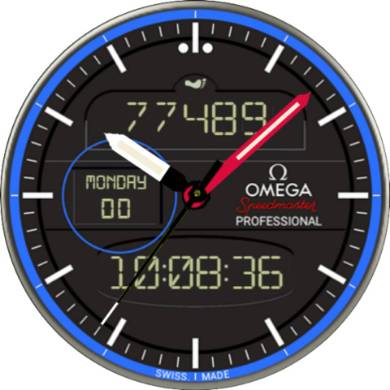 77489
MONDAY
00
Ω
OMEGA
Speedmaster
PROFESSIONAL
10:08:36
SWISS. I MADE